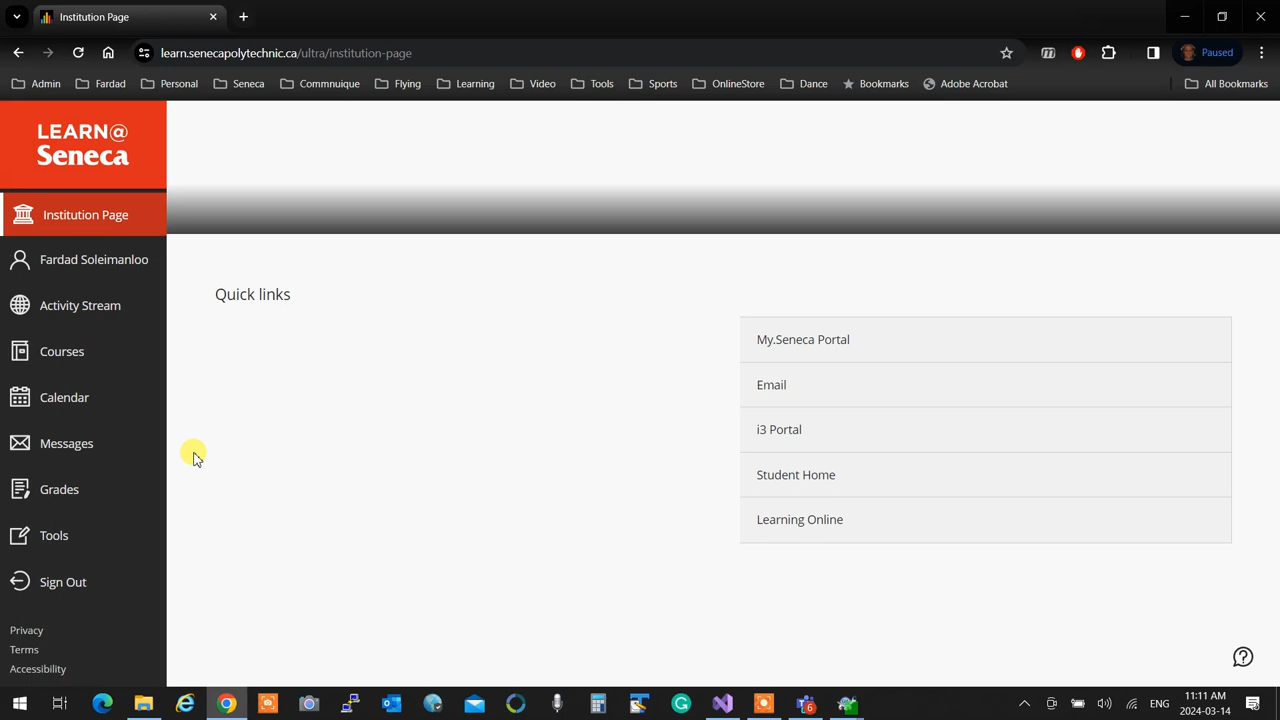 Institution Page
learn.senecapolytechnic.ca/ultra/institution-page
Paused
Admin
Fardad
Personal
Seneca
Commnuique
Flying
Learning
Video
Tools
Sports
OnlineStore
Dance
Bookmarks
Adobe Acrobat
All Bookmarks
LEARN@
Seneca
Institution Page
Fardad Soleimanloo
Activity Stream
Courses
Calendar
Messages
Grades
Tools
Sign Out
Privacy
Terms
Accessibility
Quick links
My.Seneca Portal
Email
i3 Portal
Student Home
Learning Online
6
ENG
11:11 AM
2024-03-14